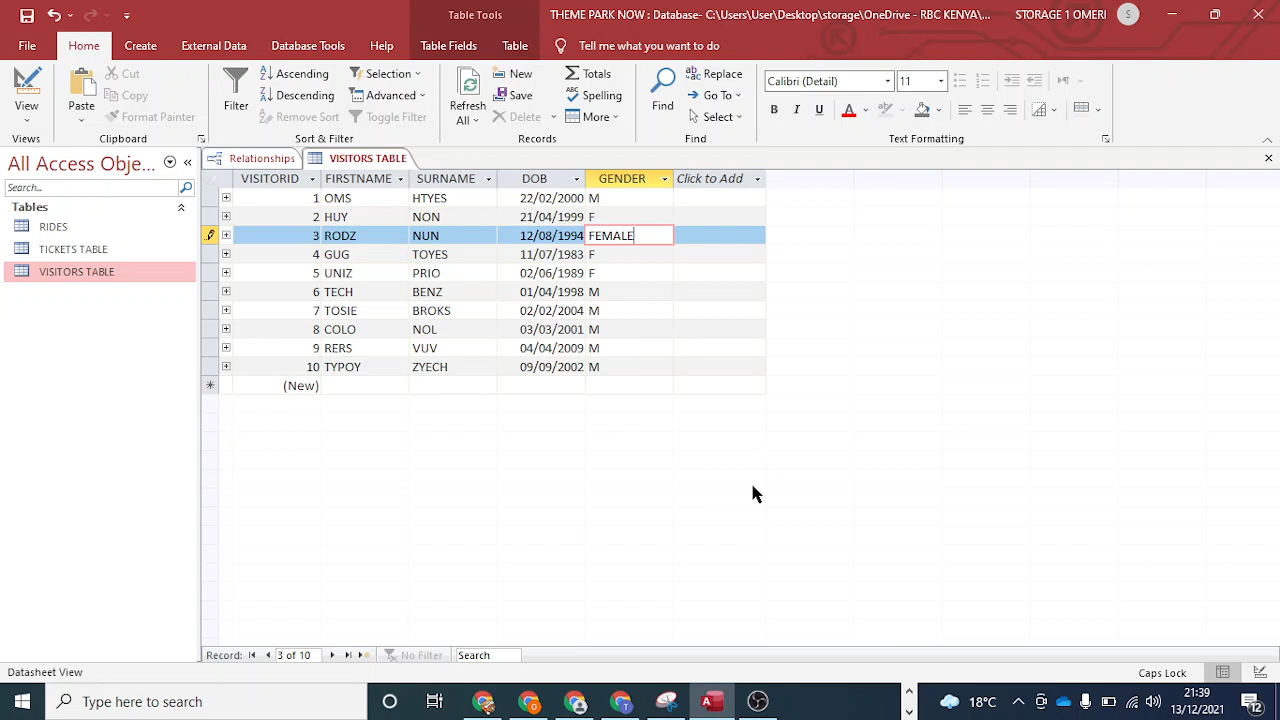 Table Tools
THEME PARK NOW : Database- C:\Users\User\Desktop\storage\OneDrive - RBC KENYA\...
STORAGE 1 OMERI
S
File
Home
Create
External Data
Database Tools
Help
Table Fields
Table
Tell me what you want to do
View
Views
Paste
Cut
Copy
Format Painter
Clipboard
Filter
Ascending
Descending
Remove Sort
Selection
Advanced
Toggle Filter
Sort & Filter
Refresh
All
New
Save
Delete
Totals
Spelling
More
Records
Find
Replace
Go To
Select
Find
Calibri (Detail)
11
B I U
Text Formatting
All Access Obje...
Search...
Tables
RIDES
TICKETS TABLE
VISITORS TABLE
Relationships
VISITORS TABLE
VISITORID FIRSTNAME SURNAME DOB GENDER Click to Add
1 OMS HTYES 22/02/2000 M
2 HUY NON 21/04/1999 F
3 RODZ NUN 12/08/1994 FEMALE
4 GUG TOYES 11/07/1983 F
5 UNIZ PRIO 02/06/1989 F
6 TECH BENZ 01/04/1998 M
7 TOSIE BROKS 02/02/2004 M
8 COLO NOL 03/03/2001 M
9 RERS VUV 04/04/2009 M
10 TYPOY ZYECH 09/09/2002 M
(New)
Record: 3 of 10 No Filter Search
Datasheet View
Caps Lock
Type here to search
18°C
21:39
13/12/2021
12